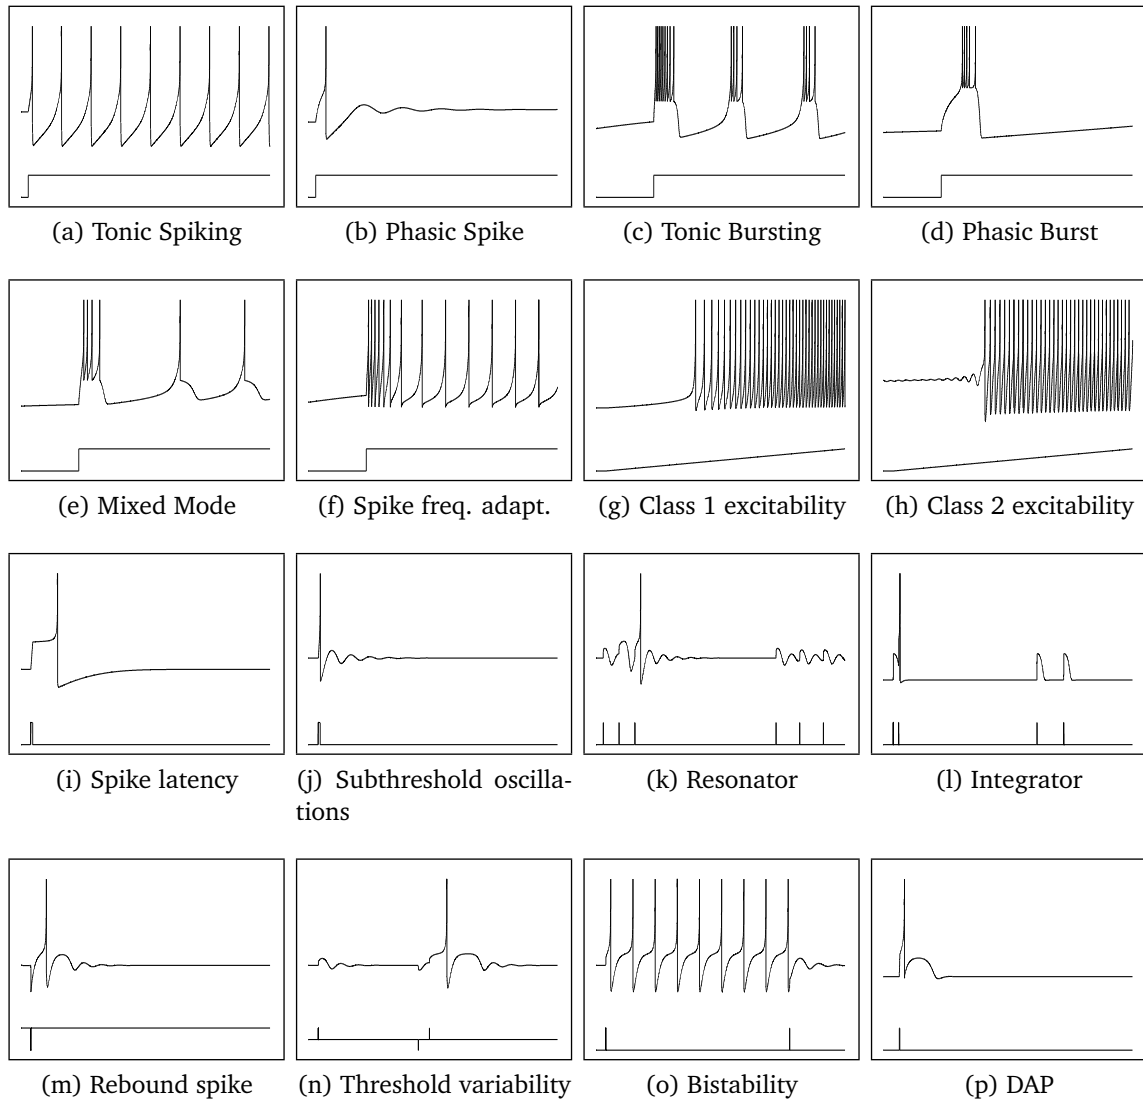 (a) Tonic Spiking
(b) Phasic Spike
(c) Tonic Bursting
(d) Phasic Burst
(e) Mixed Mode
(f) Spike freq. adapt.
(g) Class 1 excitability
(h) Class 2 excitability
(i) Spike latency
(j) Subthreshold oscilla-
tions
(k) Resonator
(l) Integrator
(m) Rebound spike
(n) Threshold variability
(o) Bistability
(p) DAP